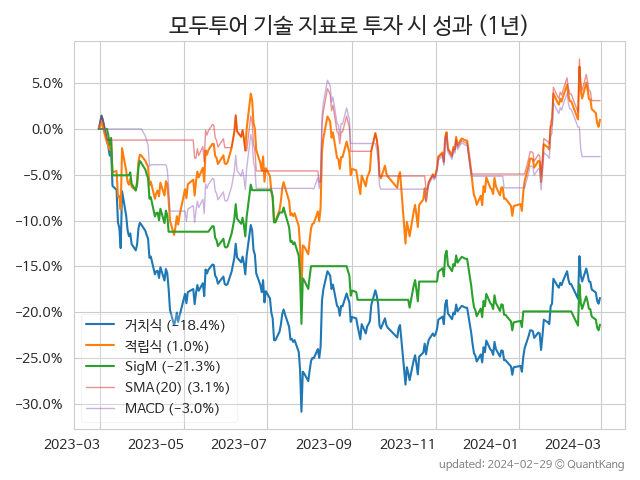 모두투어 기술 지표로 투자 시 성과 (1년)
5.0%
0.0%
−5.0%
−10.0%
−15.0%
−20.0%
−25.0%
−30.0%
거치식 (−18.4%)
적립식 (1.0%)
SigM (−21.3%)
SMA(20) (3.1%)
MACD (−3.0%)
2023-03 2023-05 2023-07 2023-09 2023-11 2024-01 2024-03
updated: 2024-02-29 ⓒ QuantKang